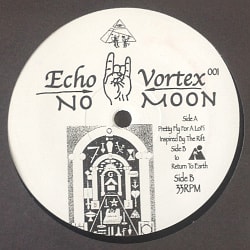 Echo Vortex 001
NO MOON
Side A
Pretty Fly For A Lofi
Inspired By The Rift
Side B
To
Return To Earth
Side B
33RPM